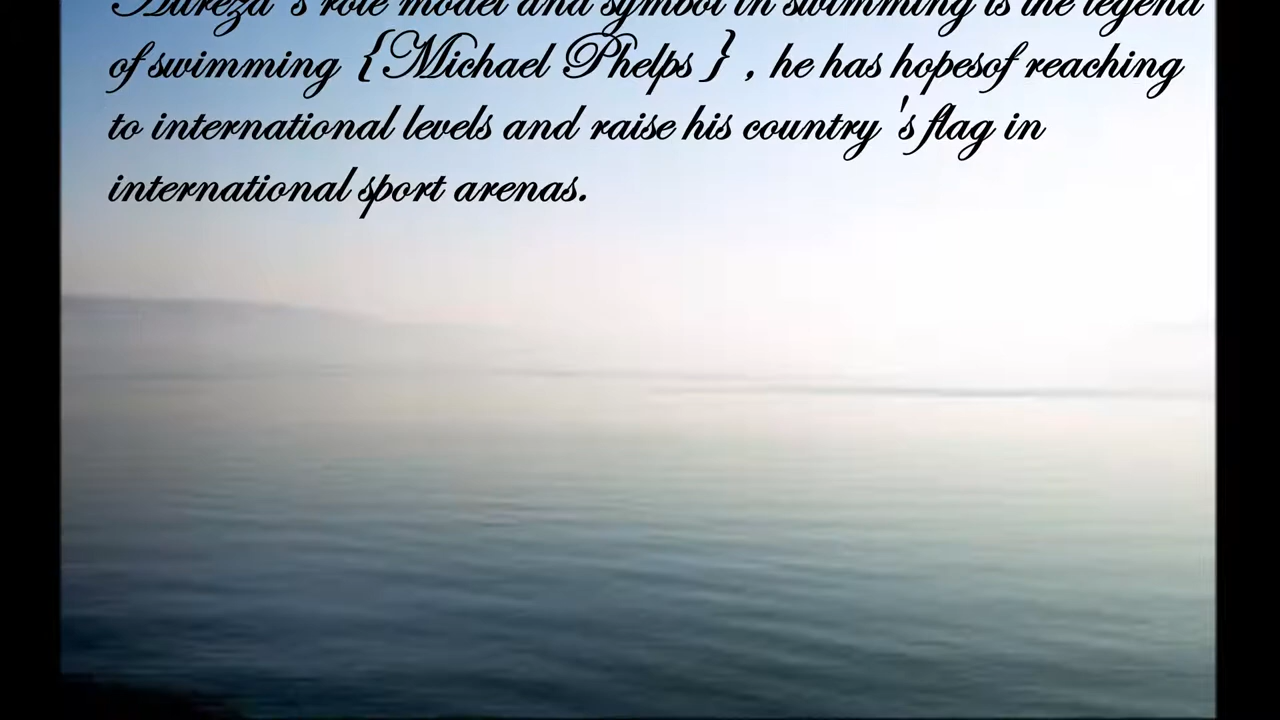 's role model and symbol in swimming is the legend
of swimming {Michael Phelps } , he has hopesof reaching
to international levels and raise his country 's flag in
international sport arenas.